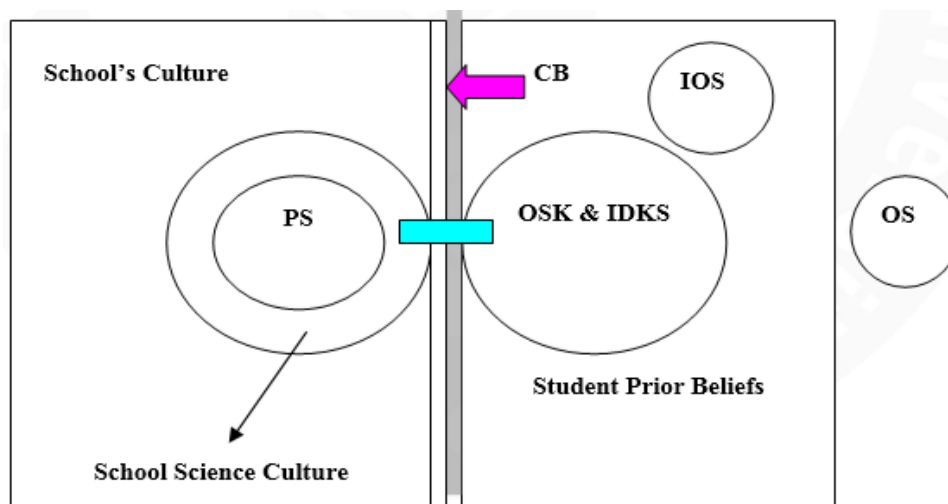 School's Culture
CB
IOS
PS
OSK & IDKS
OS
Student Prior Beliefs
School Science Culture